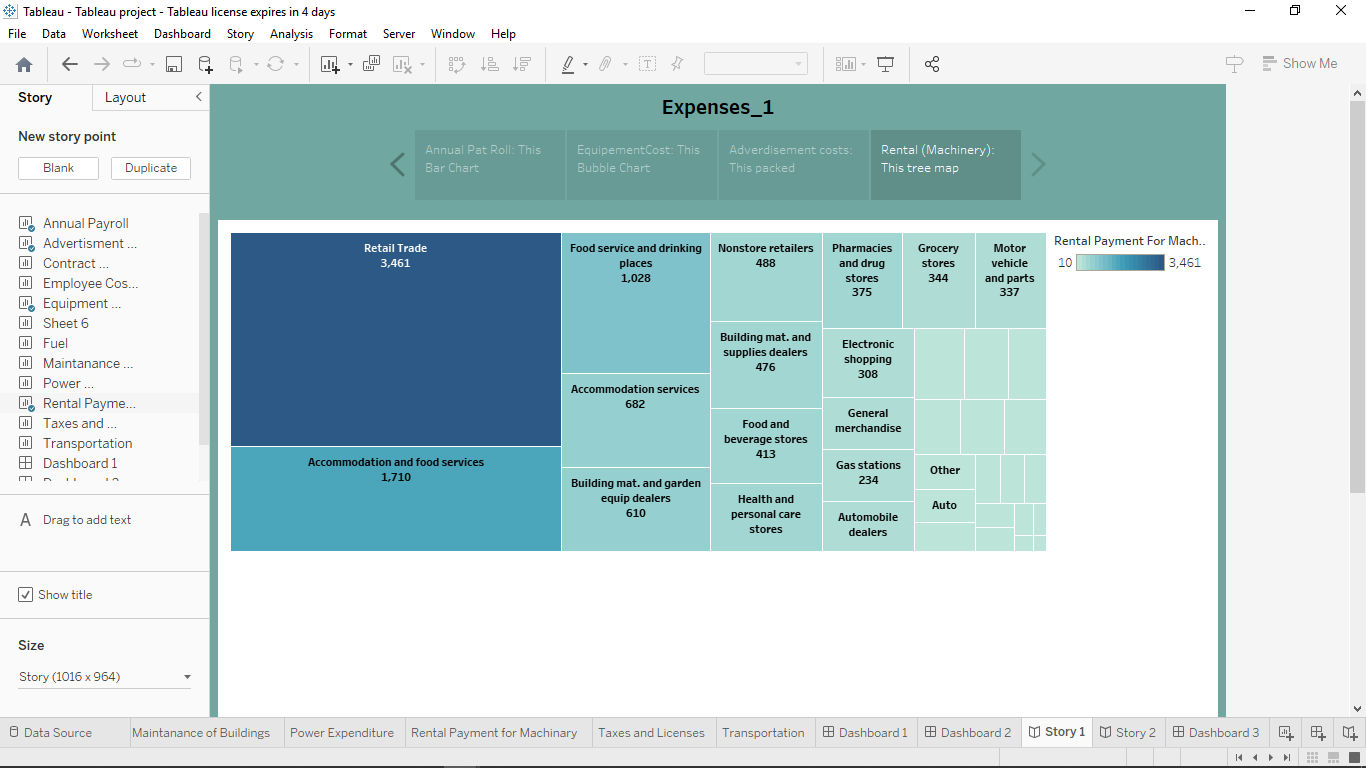 Tableau - Tableau project - Tableau license expires in 4 days
File Data Worksheet Dashboard Story Analysis Format Server Window Help
Show Me
Story Layout
New story point
Blank Duplicate
Annual Payroll
Advertisment ...
Contract ...
Employee Cos...
Equipment ...
Sheet 6
Fuel
Maintanance ...
Power ...
Rental Payme...
Taxes and ...
Transportation
Dashboard 1
A Drag to add text
Show title
Size
Story (1016 x 964)
Expenses_1
Annual Pat Roll: This
Bar Chart
EquipementCost: This
Bubble Chart
Adverdisement costs:
This packed
Rental (Machinery):
This tree map
Retail Trade
3,461
Accommodation and food services
1,710
Food service and drinking
places
1,028
Accommodation services
682
Building mat. and garden
equip dealers
610
Nonstore retailers
488
Building mat. and
supplies dealers
476
Food and
beverage stores
413
Health and
personal care
stores
Pharmacies
and drug
stores
375
Grocery
stores
344
Motor
vehicle
and parts
337
Electronic
shopping
308
General
merchandise
Gas stations
234
Automobile
dealers
Other
Auto
Rental Payment For Mach..
10 3,461
Data Source Maintanance of Buildings Power Expenditure Rental Payment for Machinery Taxes and Licenses Transportation Dashboard 1 Dashboard 2 Story 1 Story 2 Dashboard 3